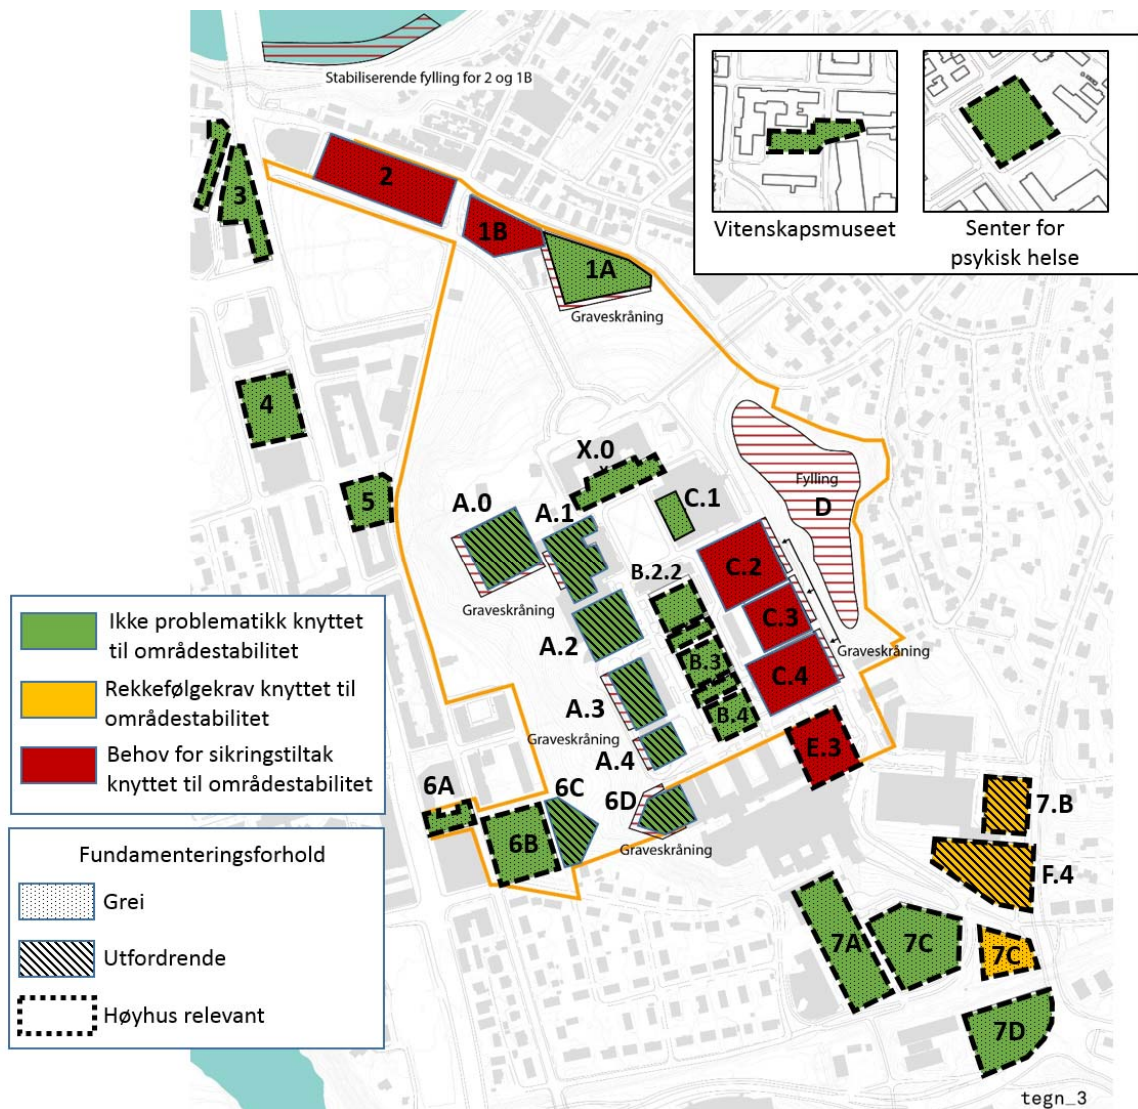 Stabiliserende fylling for 2 og 1B
Vitenskapsmuseet
Senter for
psykisk helse
2
3
1B
1A
Graveskråning
4
X.0
Fylling
D
5
A.0
A.1
C.1
C.2
B.2.2
Graveskråning
C.3
A.2
Graveskråning
B.3
C.4
A.3
B.4
Graveskråning
A.4
E.3
6A
6C
6D
6B
Graveskråning
7.B
F.4
7A
7C
7C
7D
Ikke problematikk knyttet
til områdestabilitet
Rekkefølgekrav knyttet til
områdestabilitet
Behov for sikringstiltak
knyttet til områdestabilitet
Fundamenteringsforhold
Grei
Utfordrende
Høyhus relevant
tegn_3